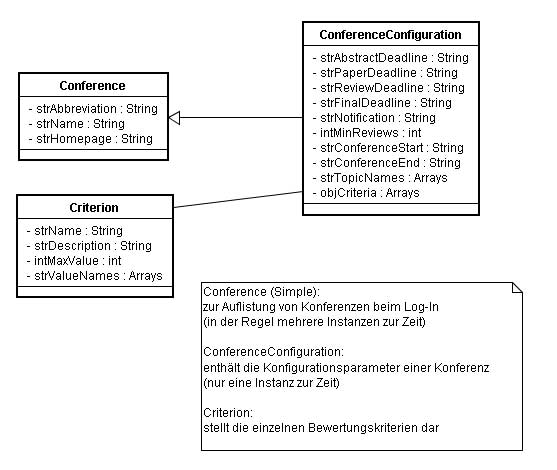 Conference
- strAbbreviation : String
- strName : String
- strHomepage : String
ConferenceConfiguration
- strAbstractDeadline : String
- strPaperDeadline : String
- strReviewDeadline : String
- strFinalDeadline : String
- strNotification : String
- intMinReviews : int
- strConferenceStart : String
- strConferenceEnd : String
- strTopicNames : Arrays
- objCriteria : Arrays
Criterion
- strName : String
- strDescription : String
- intMaxValue : int
- strValueNames : Arrays
Conference (Simple):
zur Auflistung von Konferenzen beim Log-In
(in der Regel mehrere Instanzen zur Zeit)
ConferenceConfiguration:
enthält die Konfigurationsparameter einer Konferenz
(nur eine Instanz zur Zeit)
Criterion:
stellt die einzelnen Bewertungskriterien dar